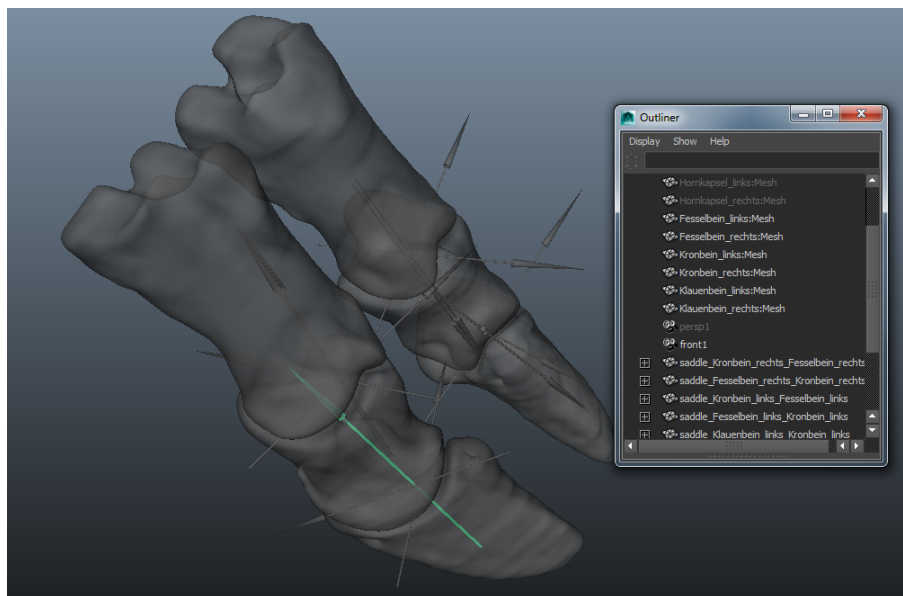 Outliner
Display Show Help
Hornkapsel_links:Mesh
Hornkapsel_rechts:Mesh
Fesselbein_links:Mesh
Fesselbein_rechts:Mesh
Kronbein_links:Mesh
Kronbein_rechts:Mesh
Klauenbein_links:Mesh
Klauenbein_rechts:Mesh
persp1
front1
saddle_Kronbein_rechts_Fesselbein_rechts
saddle_Fesselbein_rechts_Kronbein_rechts
saddle_Kronbein_links_Fesselbein_links
saddle_Fesselbein_links_Kronbein_links
saddle_Klauenbein_links_Kronbein_links